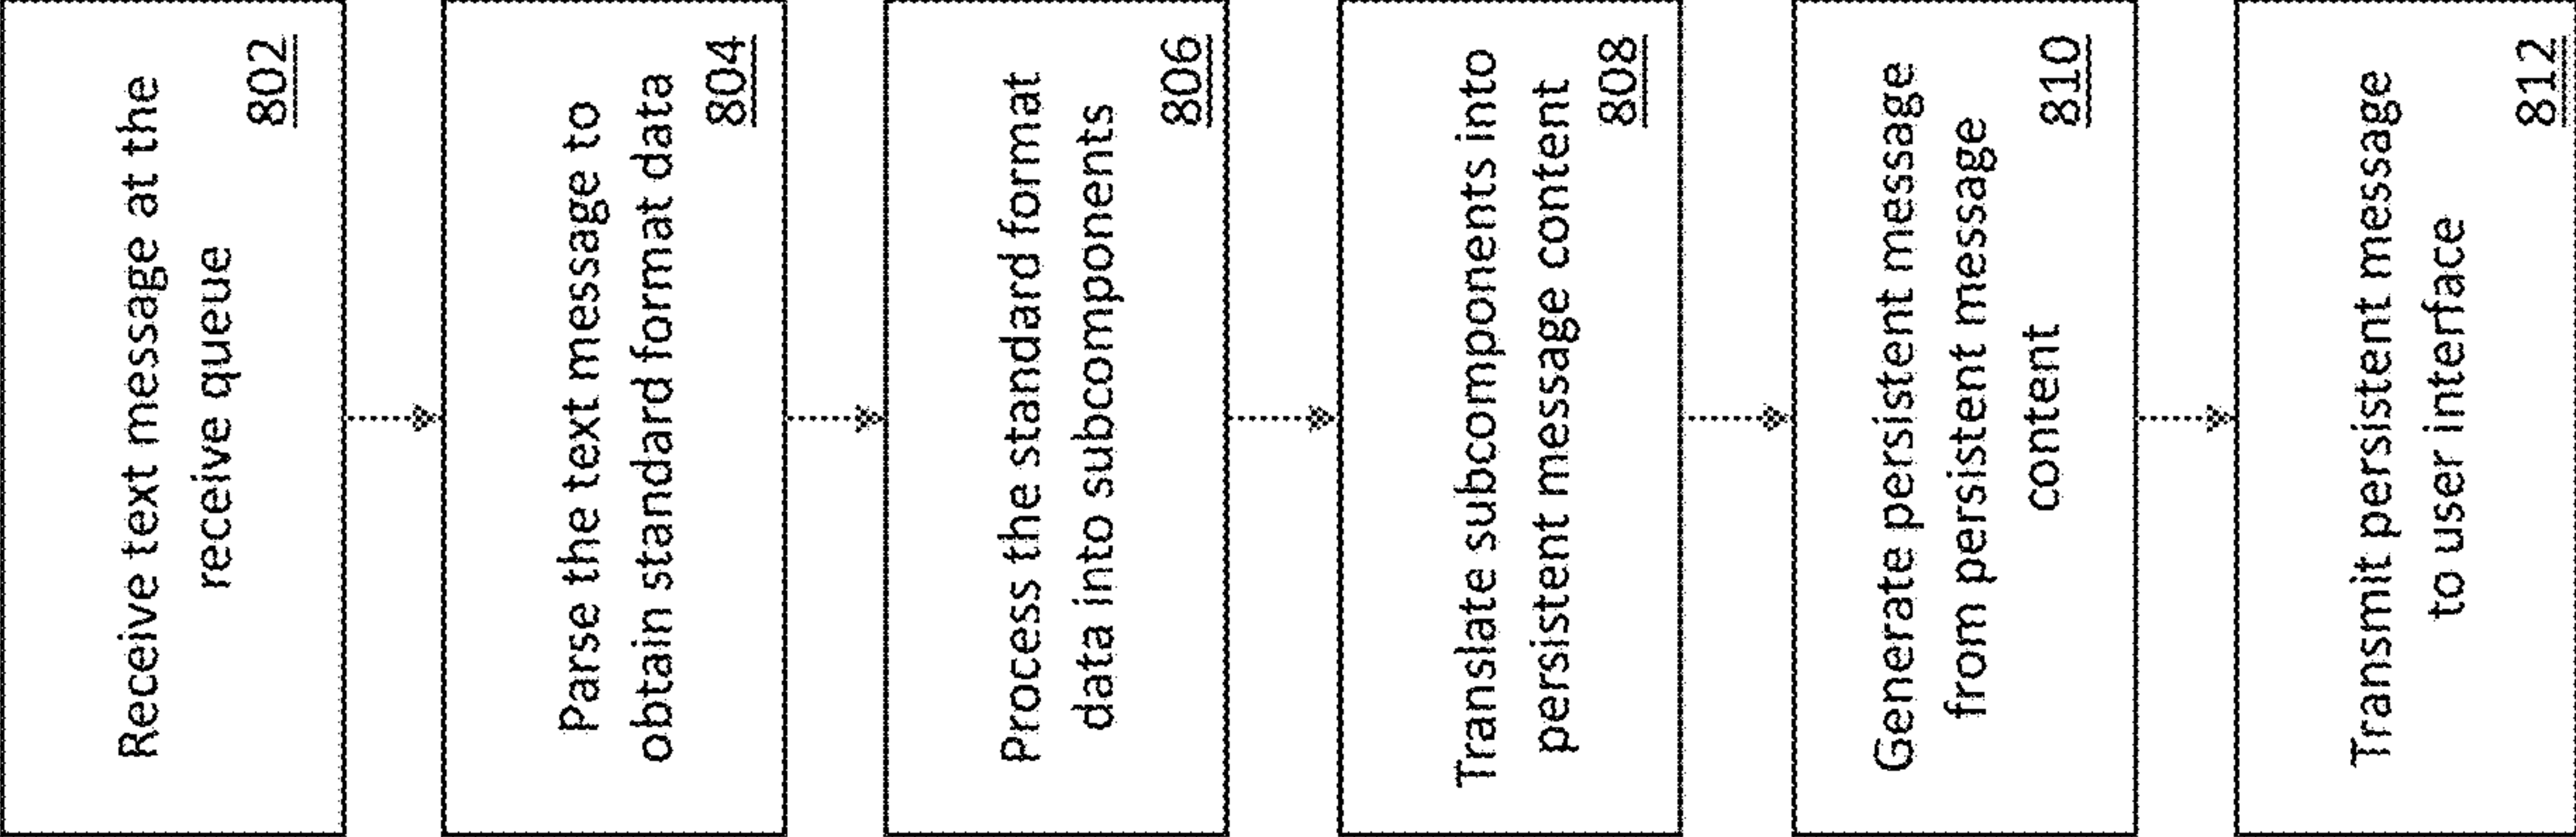 Receive text message at the
receive queue
802
Parse the text message to
obtain standard format data
804
Process the standard format
data into subcomponents
806
Translate subcomponents into
persistent message content
808
Generate persistent message
from persistent message
content
810
Transmit persistent message
to user interface
812